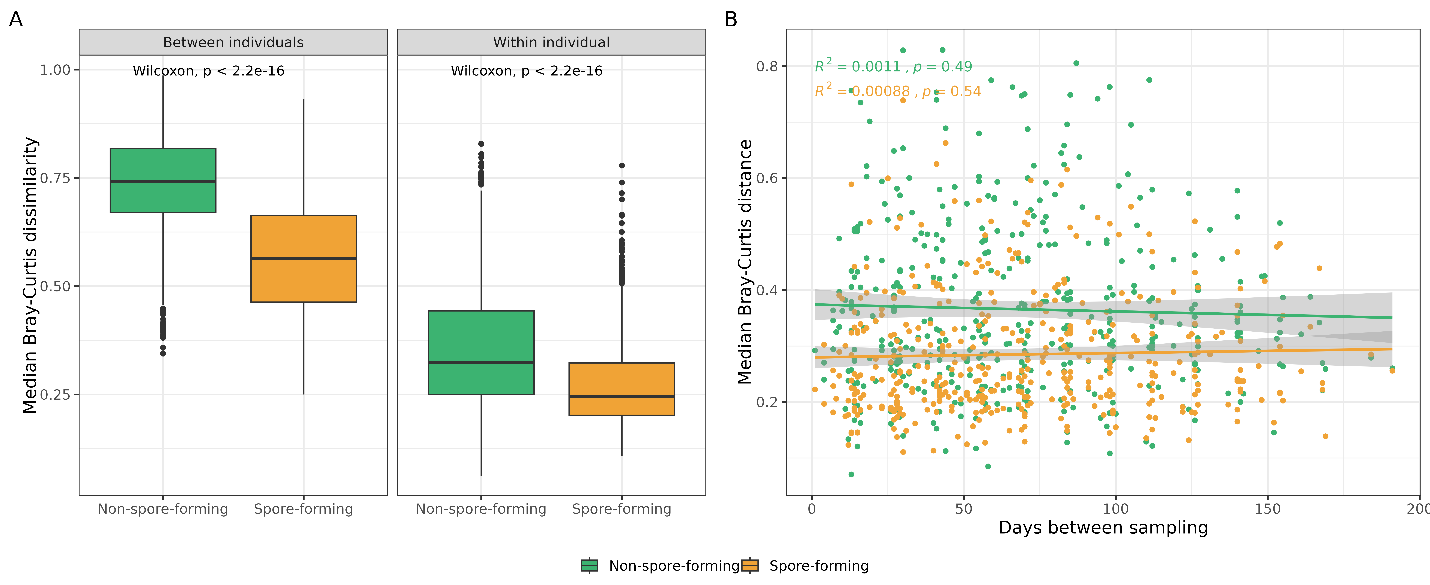 A
Between individuals
Within individual
Median Bray-Curtis dissimilarity
1.00
0.75
0.50
0.25
Wilcoxon, p < 2.2e-16
Wilcoxon, p < 2.2e-16
Non-spore-forming
Spore-forming
Non-spore-forming
Spore-forming
B
Median Bray-Curtis distance
0.8
0.6
0.4
0.2
R² = 0.0011 , p = 0.49
R² = 0.00088 , p = 0.54
0
50
100
150
200
Days between sampling
Non-spore-forming
Spore-forming